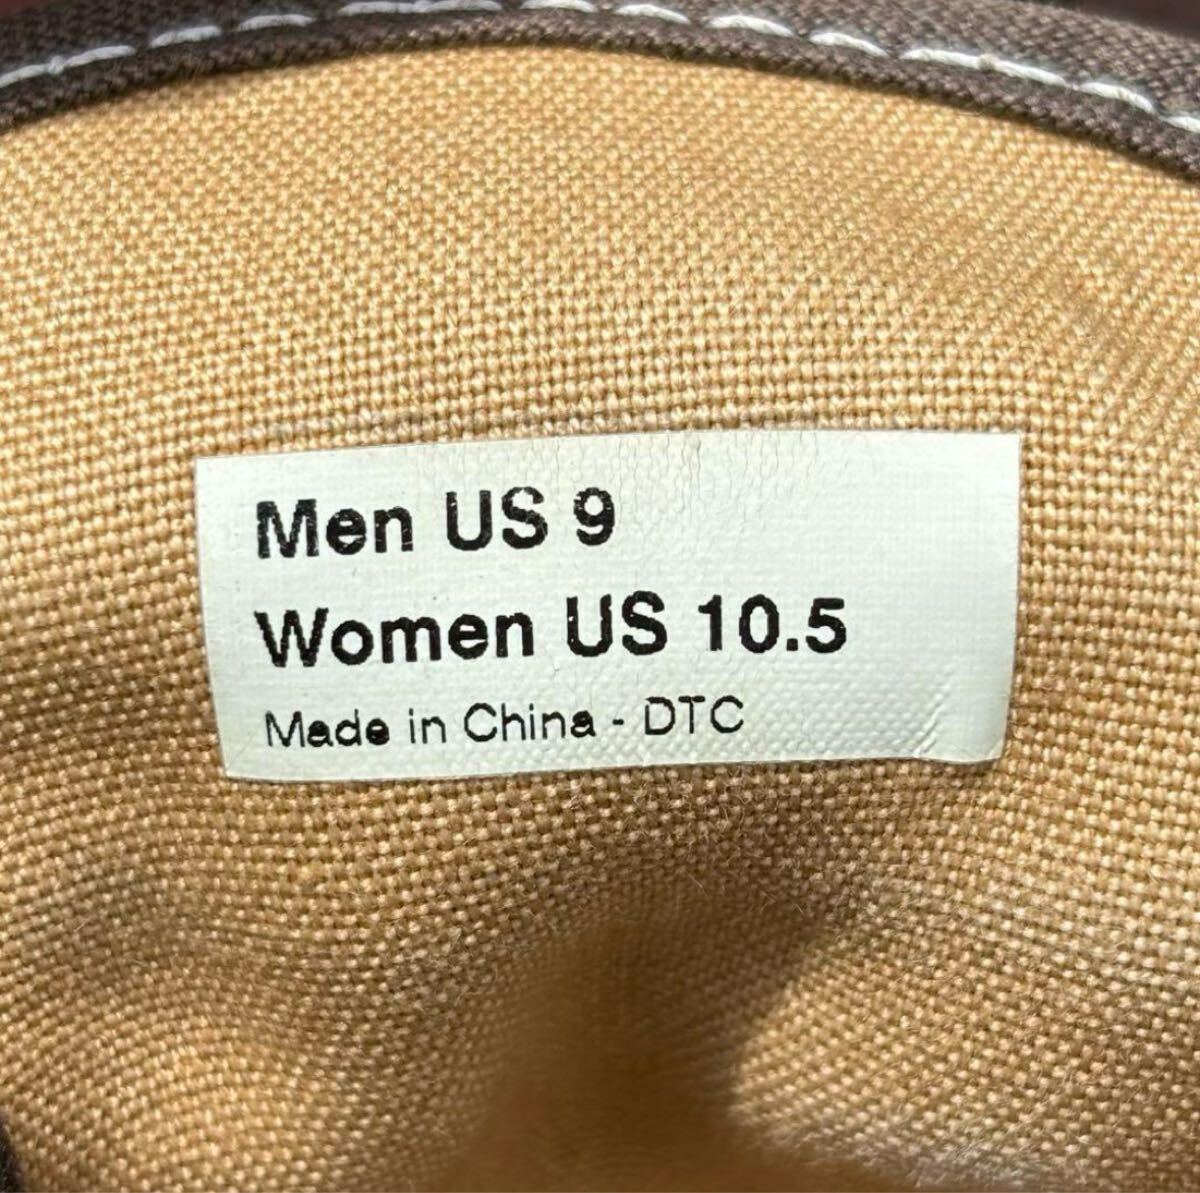 Men US 9
Women US 10.5
Made in China - DTC